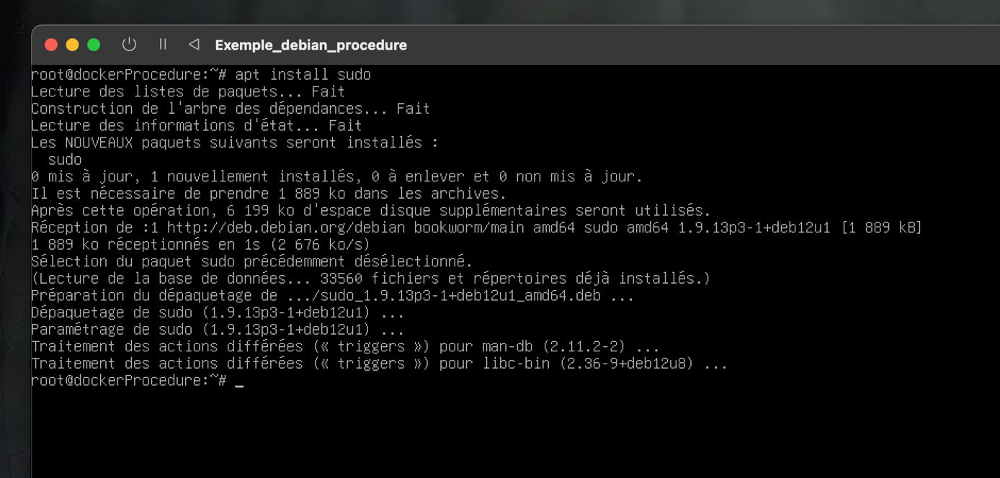 Exemple_debian_procedure
root@dockerProcedure:~# apt install sudo
Lecture des listes de paquets... Fait
Construction de l'arbre des dépendances... Fait
Lecture des informations d'état... Fait
Les NOUVEAUX paquets suivants seront installés :
  sudo
0 mis à jour, 1 nouvellement installés, 0 à enlever et 0 non mis à jour.
Il est nécessaire de prendre 1 889 ko dans les archives.
Après cette opération, 6 199 ko d'espace disque supplémentaires seront utilisés.
Réception de :1 http://deb.debian.org/debian bookworm/main amd64 sudo amd64 1.9.13p3-1+deb12u1 [1 889 kB]
1 889 ko réceptionnés en 1s (2 676 ko/s)
Sélection du paquet sudo précédemment désélectionné.
(Lecture de la base de données... 33560 fichiers et répertoires déjà installés.)
Préparation du dépaquetage de .../sudo_1.9.13p3-1+deb12u1_amd64.deb ...
Dépaquetage de sudo (1.9.13p3-1+deb12u1) ...
Paramétrage de sudo (1.9.13p3-1+deb12u1) ...
Traitement des actions différées (« triggers ») pour man-db (2.11.2-2) ...
Traitement des actions différées (« triggers ») pour libc-bin (2.36-9+deb12u8) ...
root@dockerProcedure:~# _